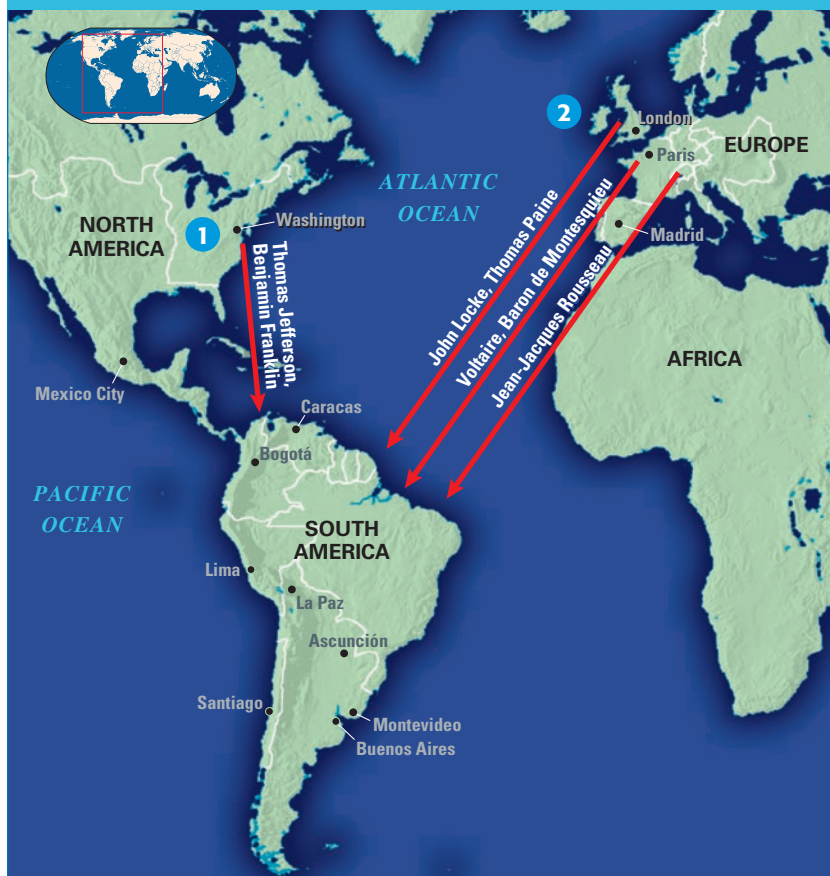 2
London
Paris
EUROPE
ATLANTIC
OCEAN
NORTH
AMERICA
1
Washington
Madrid
Thomas Jefferson,
Benjamin Franklin
John Locke, Thomas Paine
Voltaire, Baron de Montesquieu
Jean-Jacques Rousseau
AFRICA
Mexico City
Caracas
Bogotá
PACIFIC
OCEAN
SOUTH
AMERICA
Lima
La Paz
Ascunción
Santiago
Montevideo
Buenos Aires